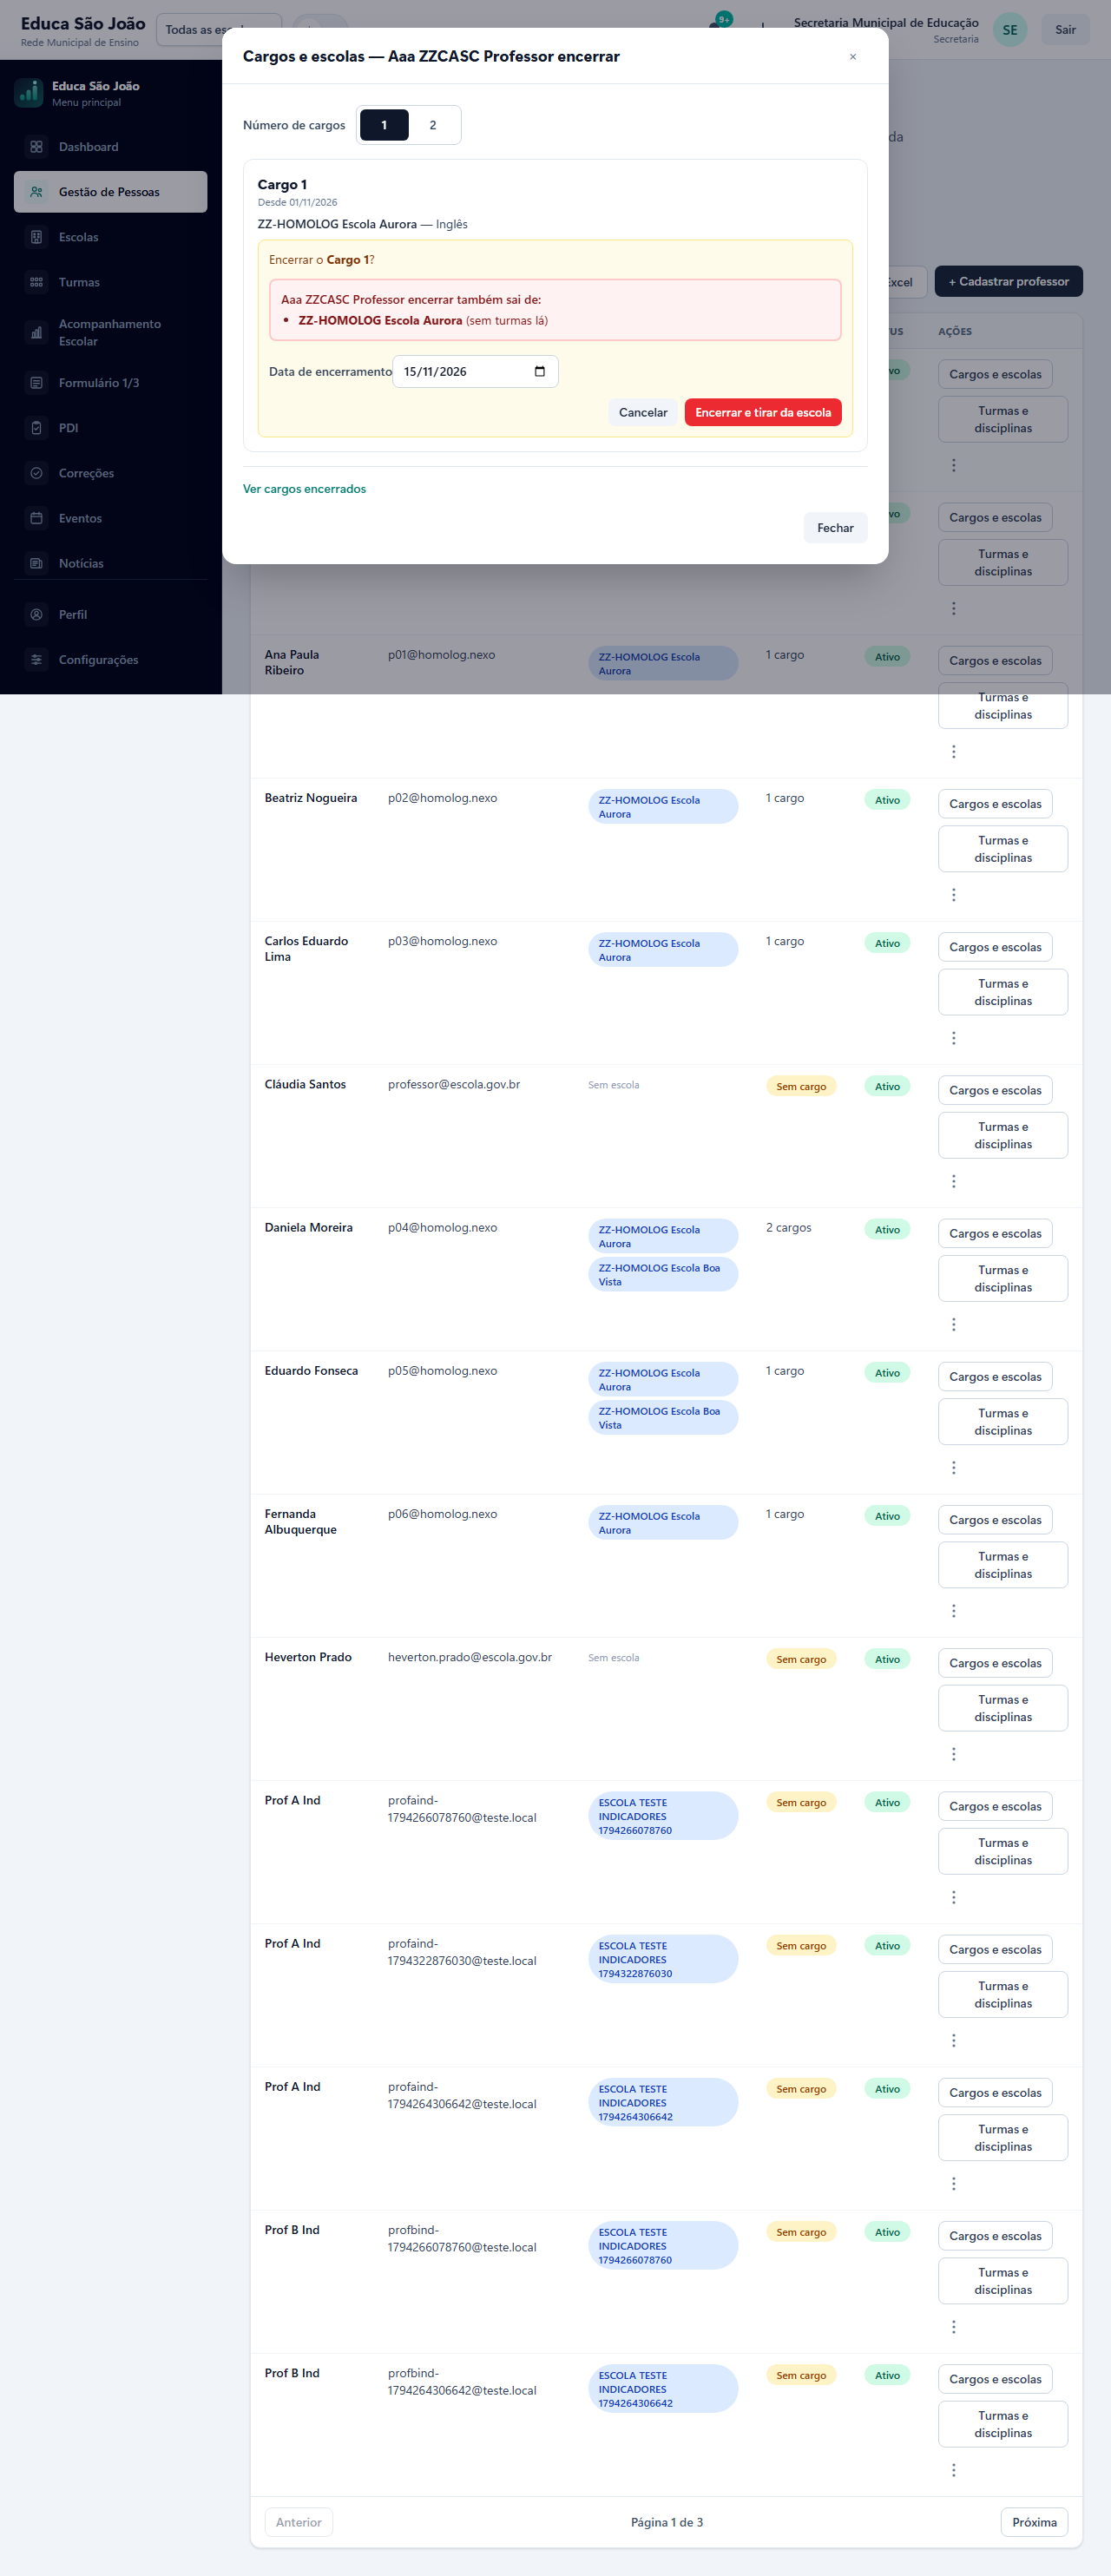 Educa São João
Rede Municipal de Ensino
Todas as
9+
Secretaria Municipal de Educação
Secretaria
SE
Sair
Educa São João
Menu principal
Dashboard
Gestão de Pessoas
Escolas
Turmas
Acompanhamento
Escolar
Formulário 1/3
PDI
Correções
Eventos
Notícias
Perfil
Configurações
Cargos e escolas — Aaa ZZCASC Professor encerrar
×
Número de cargos
1
2
Cargo 1
Desde 01/11/2026
ZZ-HOMOLOG Escola Aurora — Inglês
Encerrar o Cargo 1?
Aaa ZZCASC Professor encerrar também sai de:
• ZZ-HOMOLOG Escola Aurora (sem turmas lá)
Data de encerramento
15/11/2026
Cancelar
Encerrar e tirar da escola
Ver cargos encerrados
Fechar
da
Excel
+ Cadastrar professor
TUS
AÇÕES
vo
Cargos e escolas
Turmas e
disciplinas
vo
Cargos e escolas
Turmas e
disciplinas
Ana Paula
Ribeiro
p01@homolog.nexo
ZZ-HOMOLOG Escola
Aurora
1 cargo
Ativo
Cargos e escolas
Turmas e
disciplinas
Beatriz Nogueira
p02@homolog.nexo
ZZ-HOMOLOG Escola
Aurora
1 cargo
Ativo
Cargos e escolas
Turmas e
disciplinas
Carlos Eduardo
Lima
p03@homolog.nexo
ZZ-HOMOLOG Escola
Aurora
1 cargo
Ativo
Cargos e escolas
Turmas e
disciplinas
Cláudia Santos
professor@escola.gov.br
Sem escola
Sem cargo
Ativo
Cargos e escolas
Turmas e
disciplinas
Daniela Moreira
p04@homolog.nexo
ZZ-HOMOLOG Escola
Aurora
ZZ-HOMOLOG Escola Boa
Vista
2 cargos
Ativo
Cargos e escolas
Turmas e
disciplinas
Eduardo Fonseca
p05@homolog.nexo
ZZ-HOMOLOG Escola
Aurora
ZZ-HOMOLOG Escola Boa
Vista
1 cargo
Ativo
Cargos e escolas
Turmas e
disciplinas
Fernanda
Albuquerque
p06@homolog.nexo
ZZ-HOMOLOG Escola
Aurora
1 cargo
Ativo
Cargos e escolas
Turmas e
disciplinas
Heverton Prado
heverton.prado@escola.gov.br
Sem escola
Sem cargo
Ativo
Cargos e escolas
Turmas e
disciplinas
Prof A Ind
profaind-
1794266078760@teste.local
ESCOLA TESTE
INDICADORES
1794266078760
Sem cargo
Ativo
Cargos e escolas
Turmas e
disciplinas
Prof A Ind
profaind-
1794322876030@teste.local
ESCOLA TESTE
INDICADORES
1794322876030
Sem cargo
Ativo
Cargos e escolas
Turmas e
disciplinas
Prof A Ind
profaind-
1794264306642@teste.local
ESCOLA TESTE
INDICADORES
1794264306642
Sem cargo
Ativo
Cargos e escolas
Turmas e
disciplinas
Prof B Ind
profbind-
1794266078760@teste.local
ESCOLA TESTE
INDICADORES
1794266078760
Sem cargo
Ativo
Cargos e escolas
Turmas e
disciplinas
Prof B Ind
profbind-
1794264306642@teste.local
ESCOLA TESTE
INDICADORES
1794264306642
Sem cargo
Ativo
Cargos e escolas
Turmas e
disciplinas
Anterior
Página 1 de 3
Próxima